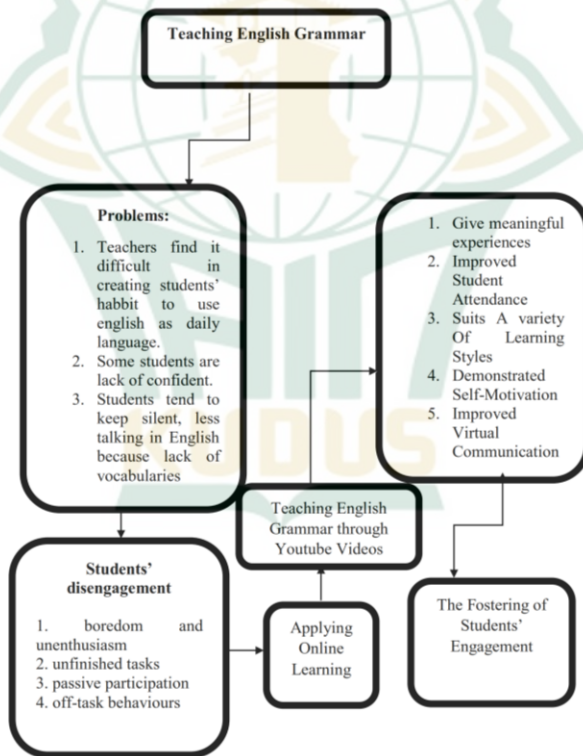 Teaching English Grammar
Problems:
1. Teachers find it
difficult in
creating students'
habbit to use
english as daily
language.
2. Some students are
lack of confident.
3. Students tend to
keep silent, less
talking in English
because lack of
vocabularies
1. Give meaningful
experiences
2. Improved
Student
Attendance
3. Suits A variety
Of Learning
Styles
4. Demonstrated
Self-Motivation
5. Improved
Virtual
Communication
Teaching English
Grammar through
Youtube Videos
Students'
disengagement
1. boredom and
unenthusiasm
2. unfinished tasks
3. passive participation
4. off-task behaviours
Applying
Online
Learning
The Fostering of
Students'
Engagement
KUDUS